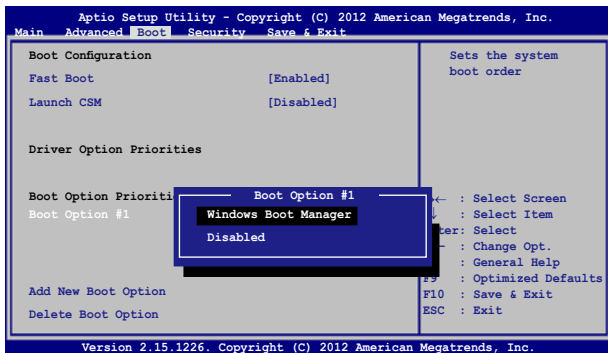 Aptio Setup Utility - Copyright (C) 2012 American Megatrends, Inc.
Main Advanced Boot Security Save & Exit
Boot Configuration
Fast Boot [Enabled]
Launch CSM [Disabled]
Driver Option Priorities
Boot Option Prioriti
Boot Option #1
Add New Boot Option
Delete Boot Option
Boot Option #1
Windows Boot Manager
Disabled
Sets the system
boot order
→← : Select Screen
: Select Item
ter: Select
: Change Opt.
: General Help
F9 : Optimized Defaults
F10 : Save & Exit
ESC : Exit
Version 2.15.1226. Copyright (C) 2012 American Megatrends, Inc.